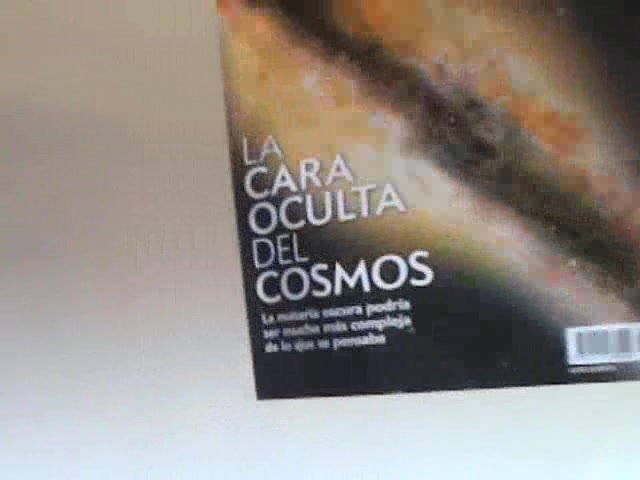 LA
CARA
OCULTA
DEL
COSMOS
La materia oscura podría
ser mucho más compleja
de lo que se pensaba